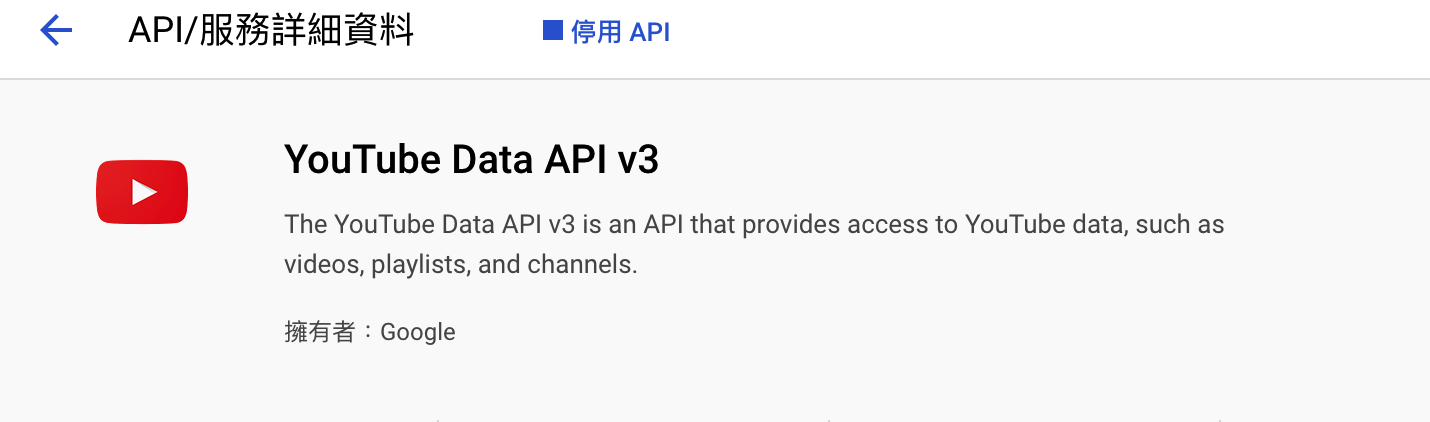 API/服務詳細資料
停用 API
YouTube Data API v3
The YouTube Data API v3 is an API that provides access to YouTube data, such as
videos, playlists, and channels.
擁有者：Google